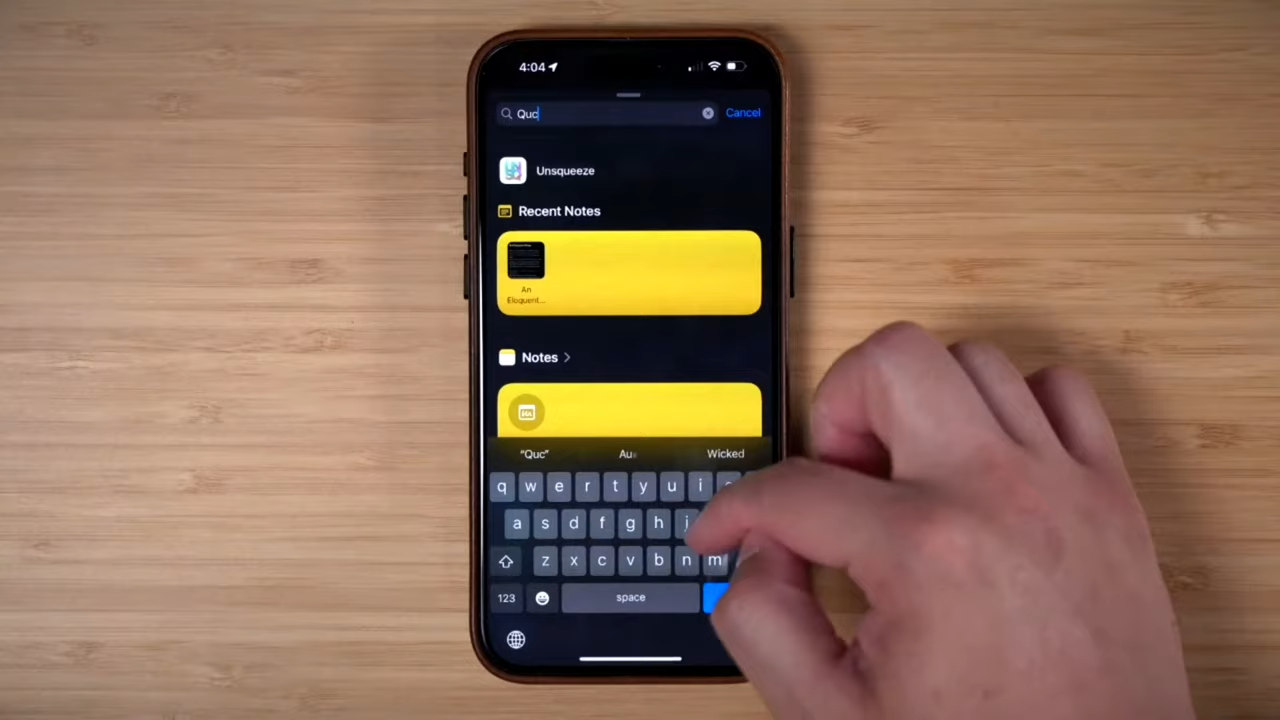 4:04
Quc
Cancel
Unsqueeze
Recent Notes
An
Eloquent...
Notes
"Quc"
Wicked
q w e r t y u i
a s d f g h j
z x c v b n m
123
space